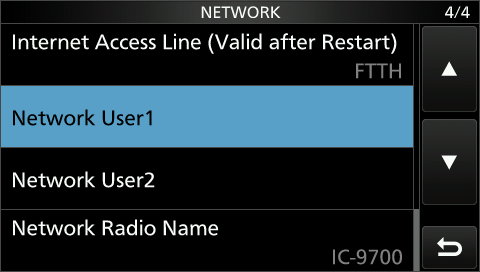 NETWORK 4/4
Internet Access Line (Valid after Restart)
FTTH
Network User1
Network User2
Network Radio Name
IC-9700